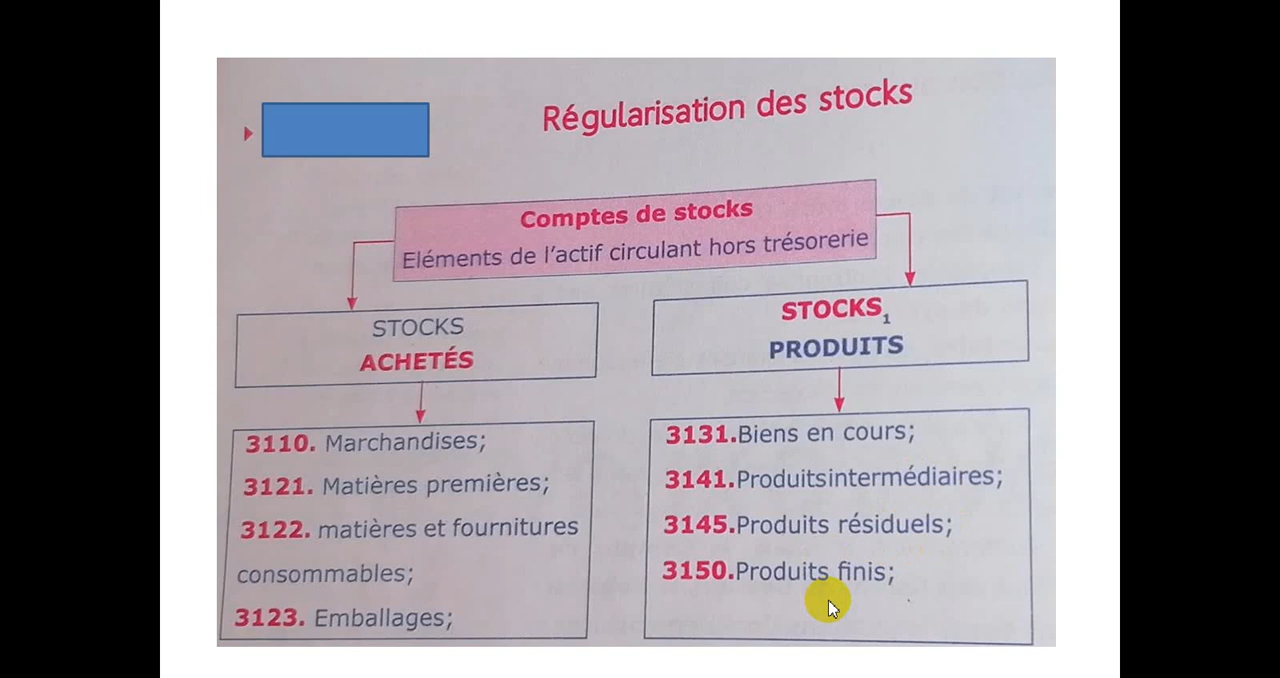 Régularisation des stocks
Comptes de stocks
Eléments de l'actif circulant hors trésorerie
STOCKS
ACHETÉS
3110. Marchandises;
3121. Matières premières;
3122. matières et fournitures
consommables;
3123. Emballages;
STOCKS1
PRODUITS
3131.Biens en cours;
3141.Produitsintermédiaires;
3145.Produits résiduels;
3150.Produits finis;